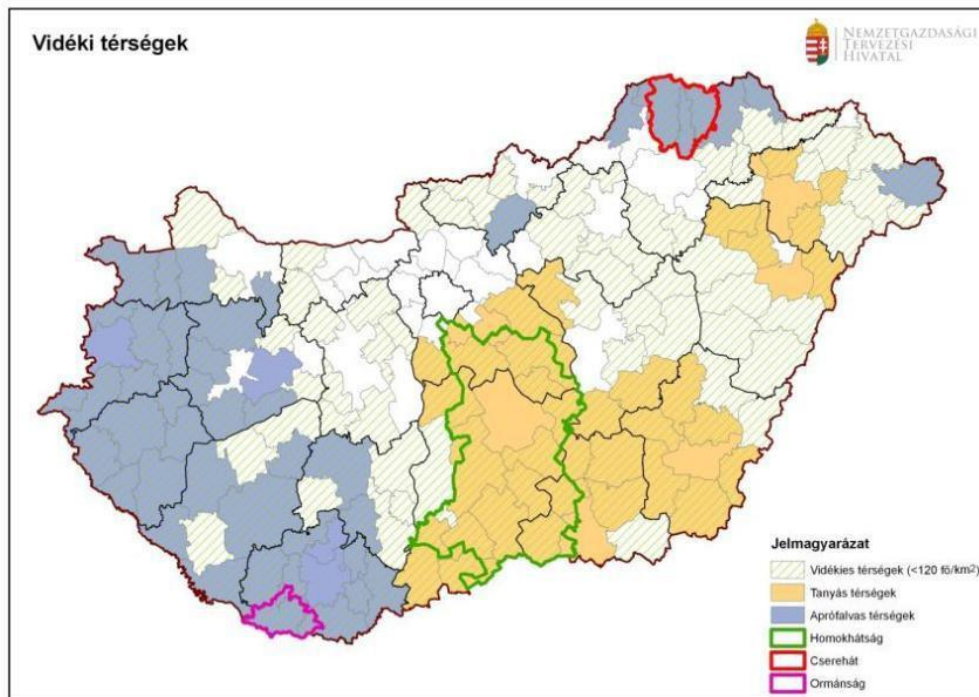 Vidéki térségek
NEMZETGAZDASÁGI
TERVEZÉSI
HIVATAL
Jelmagyarázat
Vidékies térségek (<120 fő/km2)
Tanyás térségek
Aprófalvas térségek
Homokhátság
Cserehát
Ormánság